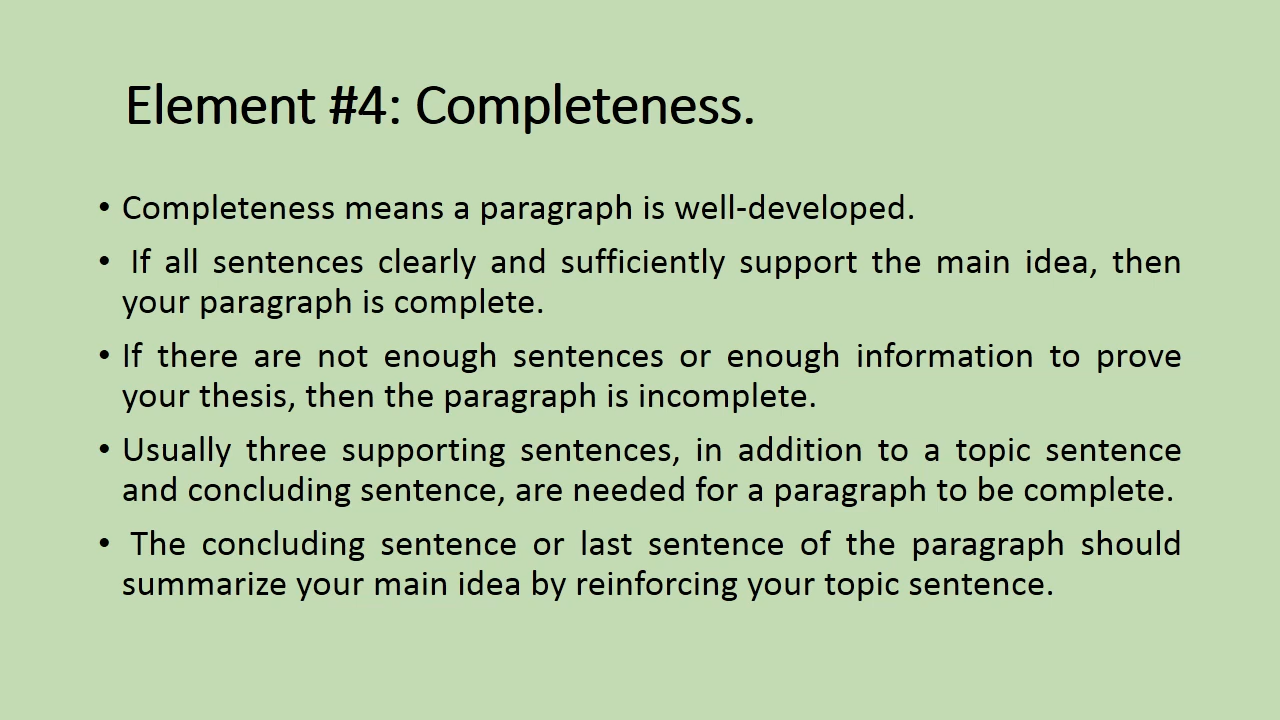 Element #4: Completeness.
• Completeness means a paragraph is well-developed.
• If all sentences clearly and sufficiently support the main idea, then
your paragraph is complete.
• If there are not enough sentences or enough information to prove
your thesis, then the paragraph is incomplete.
• Usually three supporting sentences, in addition to a topic sentence
and concluding sentence, are needed for a paragraph to be complete.
• The concluding sentence or last sentence of the paragraph should
summarize your main idea by reinforcing your topic sentence.